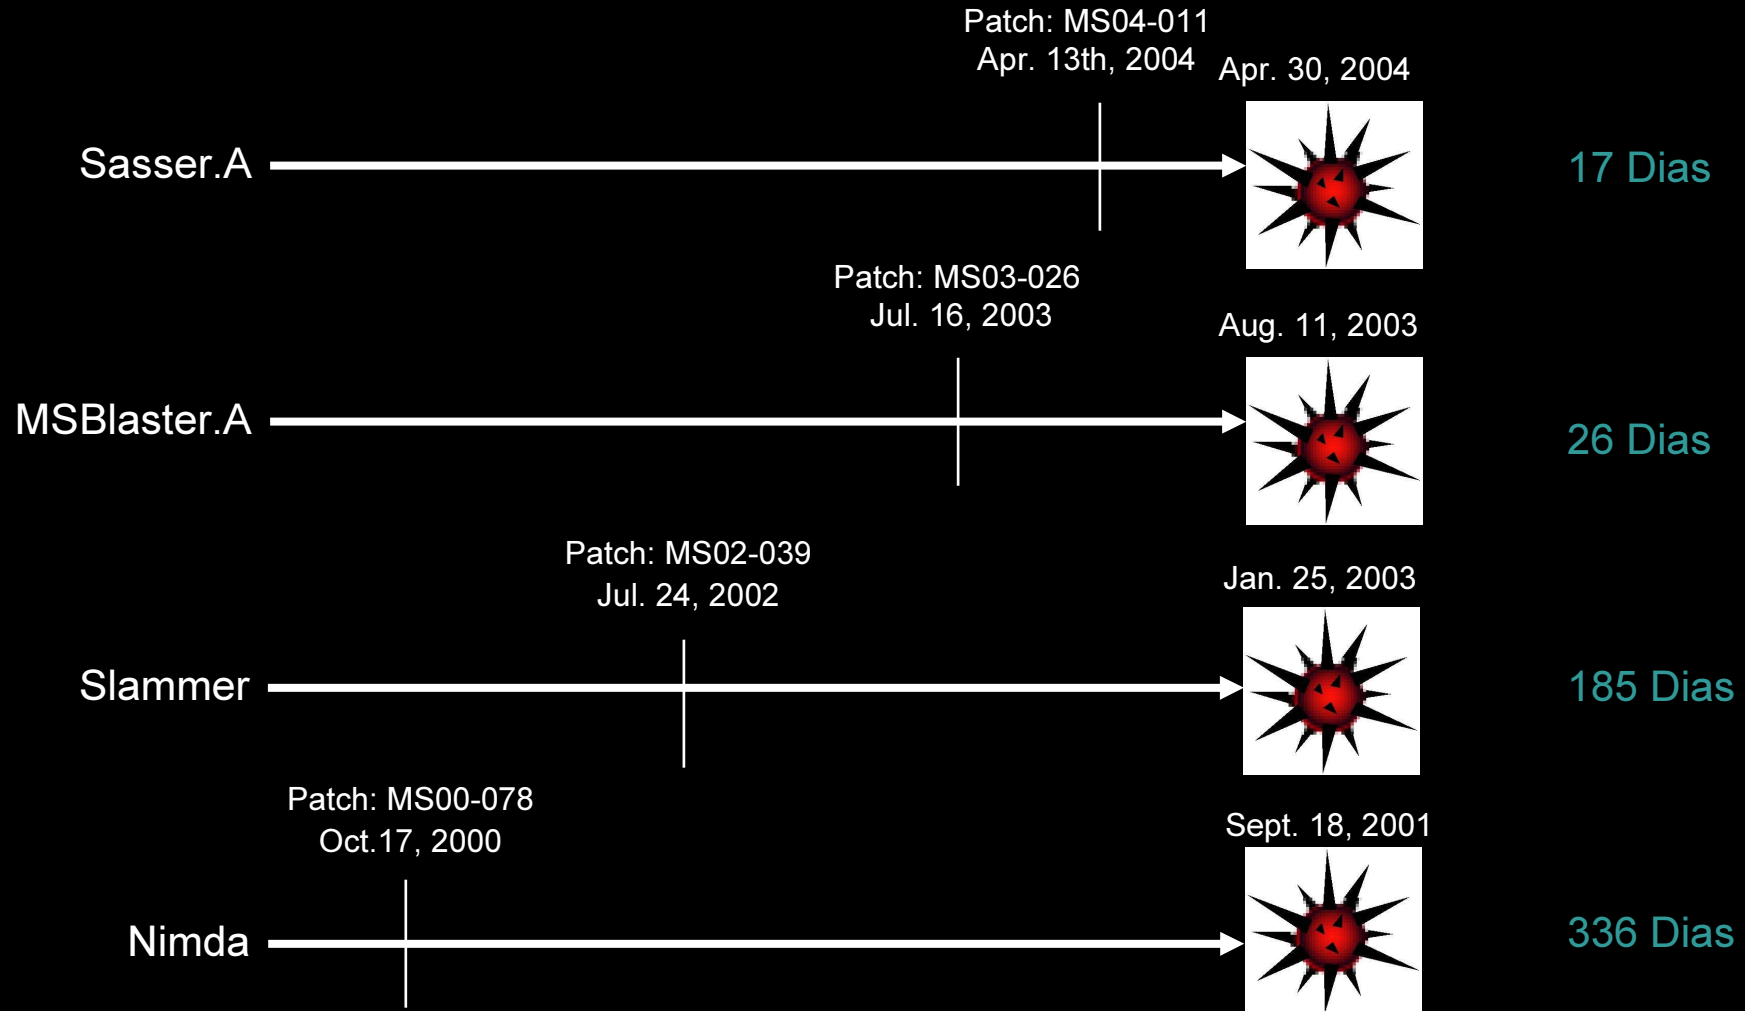 Patch: MS04-011
Apr. 13th, 2004
Apr. 30, 2004
Sasser.A
17 Dias
Patch: MS03-026
Jul. 16, 2003
Aug. 11, 2003
MSBlaster.A
26 Dias
Patch: MS02-039
Jul. 24, 2002
Jan. 25, 2003
Slammer
185 Dias
Patch: MS00-078
Oct.17, 2000
Sept. 18, 2001
Nimda
336 Dias